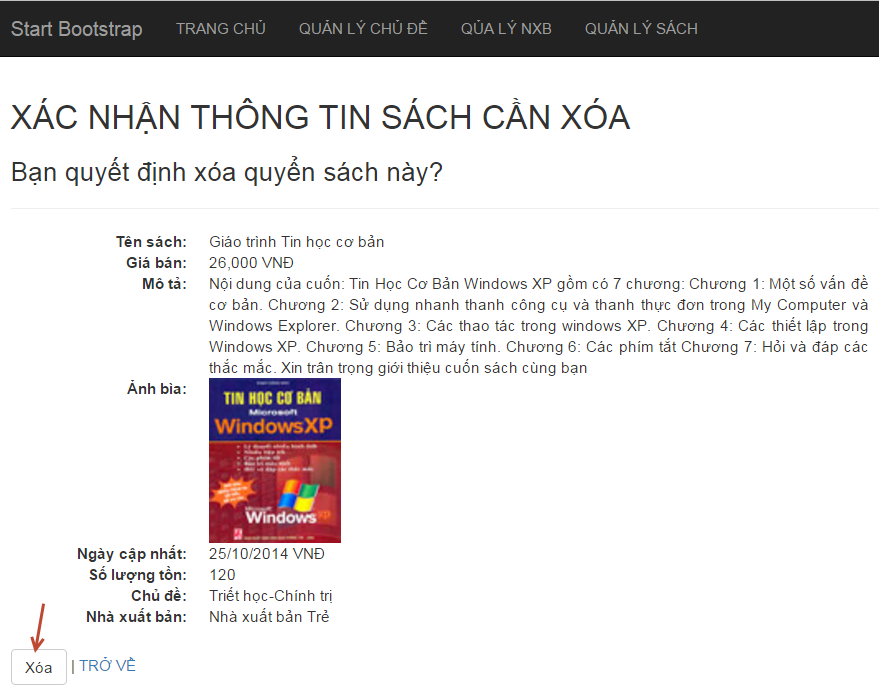 Start Bootstrap TRANG CHỦ QUẢN LÝ CHỦ ĐỀ QỦA LÝ NXB QUẢN LÝ SÁCH
XÁC NHẬN THÔNG TIN SÁCH CẦN XÓA
Bạn quyết định xóa quyển sách này?
Tên sách: Giáo trình Tin học cơ bản
Giá bán: 26,000 VNĐ
Mô tả: Nội dung của cuốn: Tin Học Cơ Bản Windows XP gồm có 7 chương: Chương 1: Một số vấn đề
cơ bản. Chương 2: Sử dụng nhanh thanh công cụ và thanh thực đơn trong My Computer và
Windows Explorer. Chương 3: Các thao tác trong windows XP. Chương 4: Các thiết lập trong
Windows XP. Chương 5: Bảo trì máy tính. Chương 6: Các phím tắt Chương 7: Hỏi và đáp các
thắc mắc. Xin trân trọng giới thiệu cuốn sách cùng bạn
Ảnh bìa:
TIN HỌC CƠ BẢN
Microsoft
WindowsXP
Microsoft
Windows xp
Ngày cập nhất: 25/10/2014 VNĐ
Số lượng tồn: 120
Chủ đề: Triết học-Chính trị
Nhà xuất bản: Nhà xuất bản Trẻ
Xóa | TRỞ VỀ